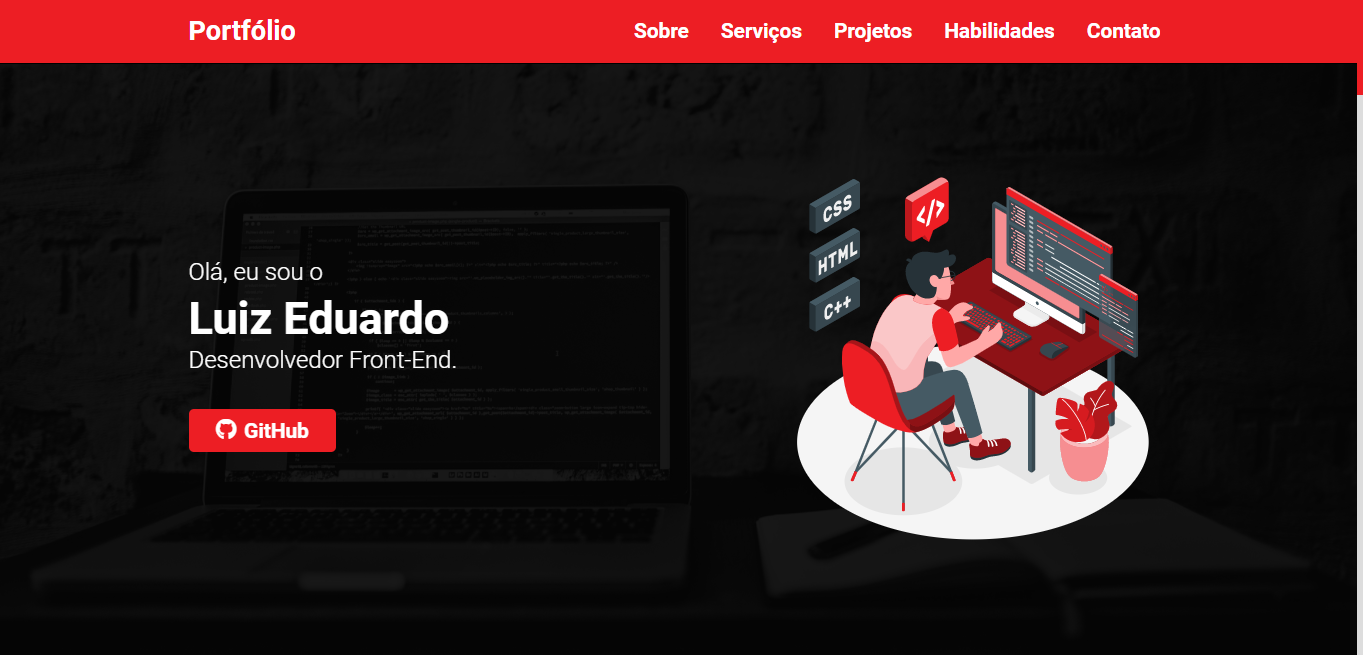 Portfólio Sobre Serviços Projetos Habilidades Contato
CSS
</>
HTML
C++
Olá, eu sou o
Luiz Eduardo
Desenvolvedor Front-End.
GitHub